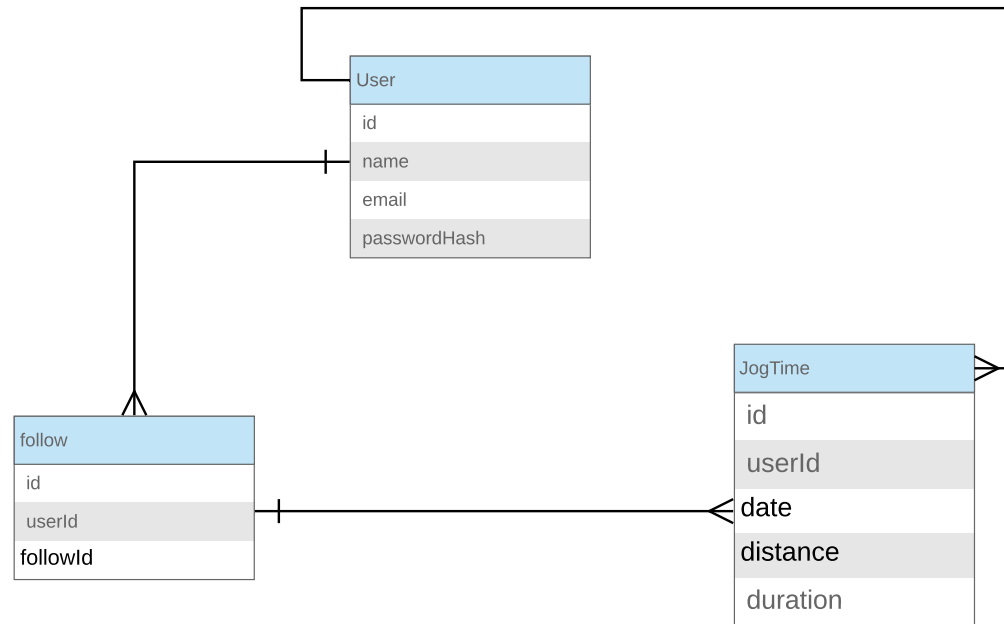 User
id
name
email
passwordHash
JogTime
id
userId
date
distance
duration
follow
id
userId
followId